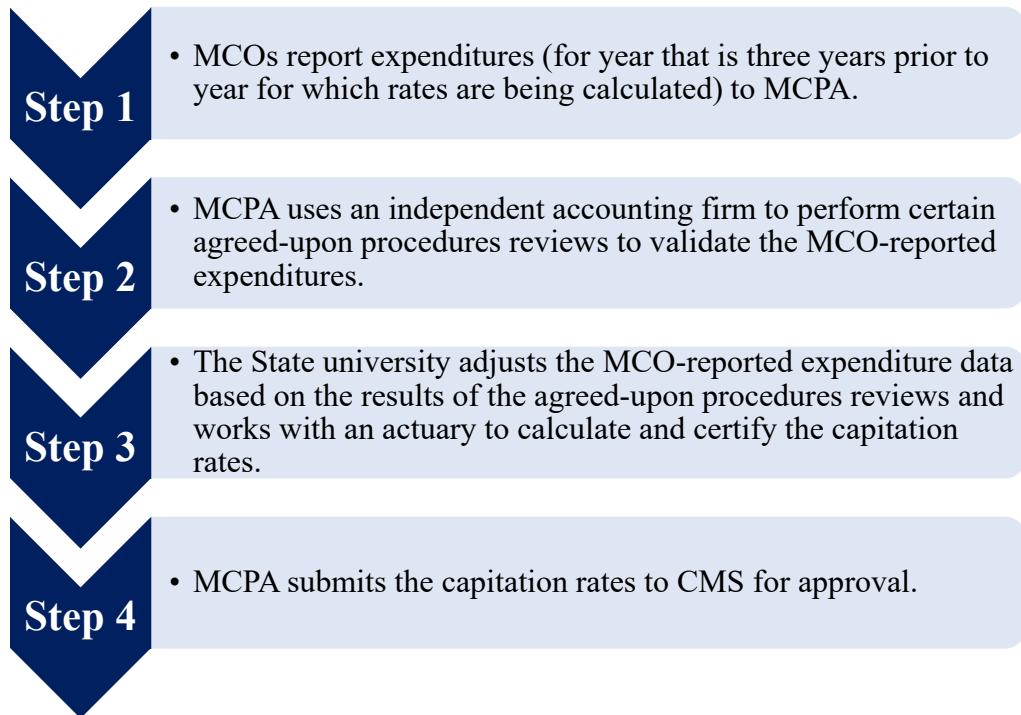 Step 1
• MCOs report expenditures (for year that is three years prior to
year for which rates are being calculated) to MCPA.
Step 2
• MCPA uses an independent accounting firm to perform certain
agreed-upon procedures reviews to validate the MCO-reported
expenditures.
Step 3
• The State university adjusts the MCO-reported expenditure data
based on the results of the agreed-upon procedures reviews and
works with an actuary to calculate and certify the capitation
rates.
Step 4
• MCPA submits the capitation rates to CMS for approval.